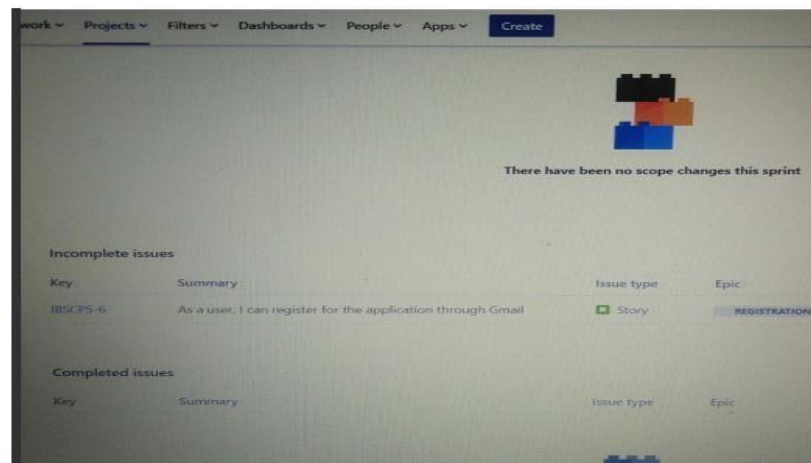 work Projects Filters Dashboards People Apps Create
There have been no scope changes this sprint
Incomplete issues
Key Summary Issue type Epic
IBSCPS-6 As a user, I can register for the application through Gmail Story REGISTRATION
Completed issues
Key Summary Issue type Epic